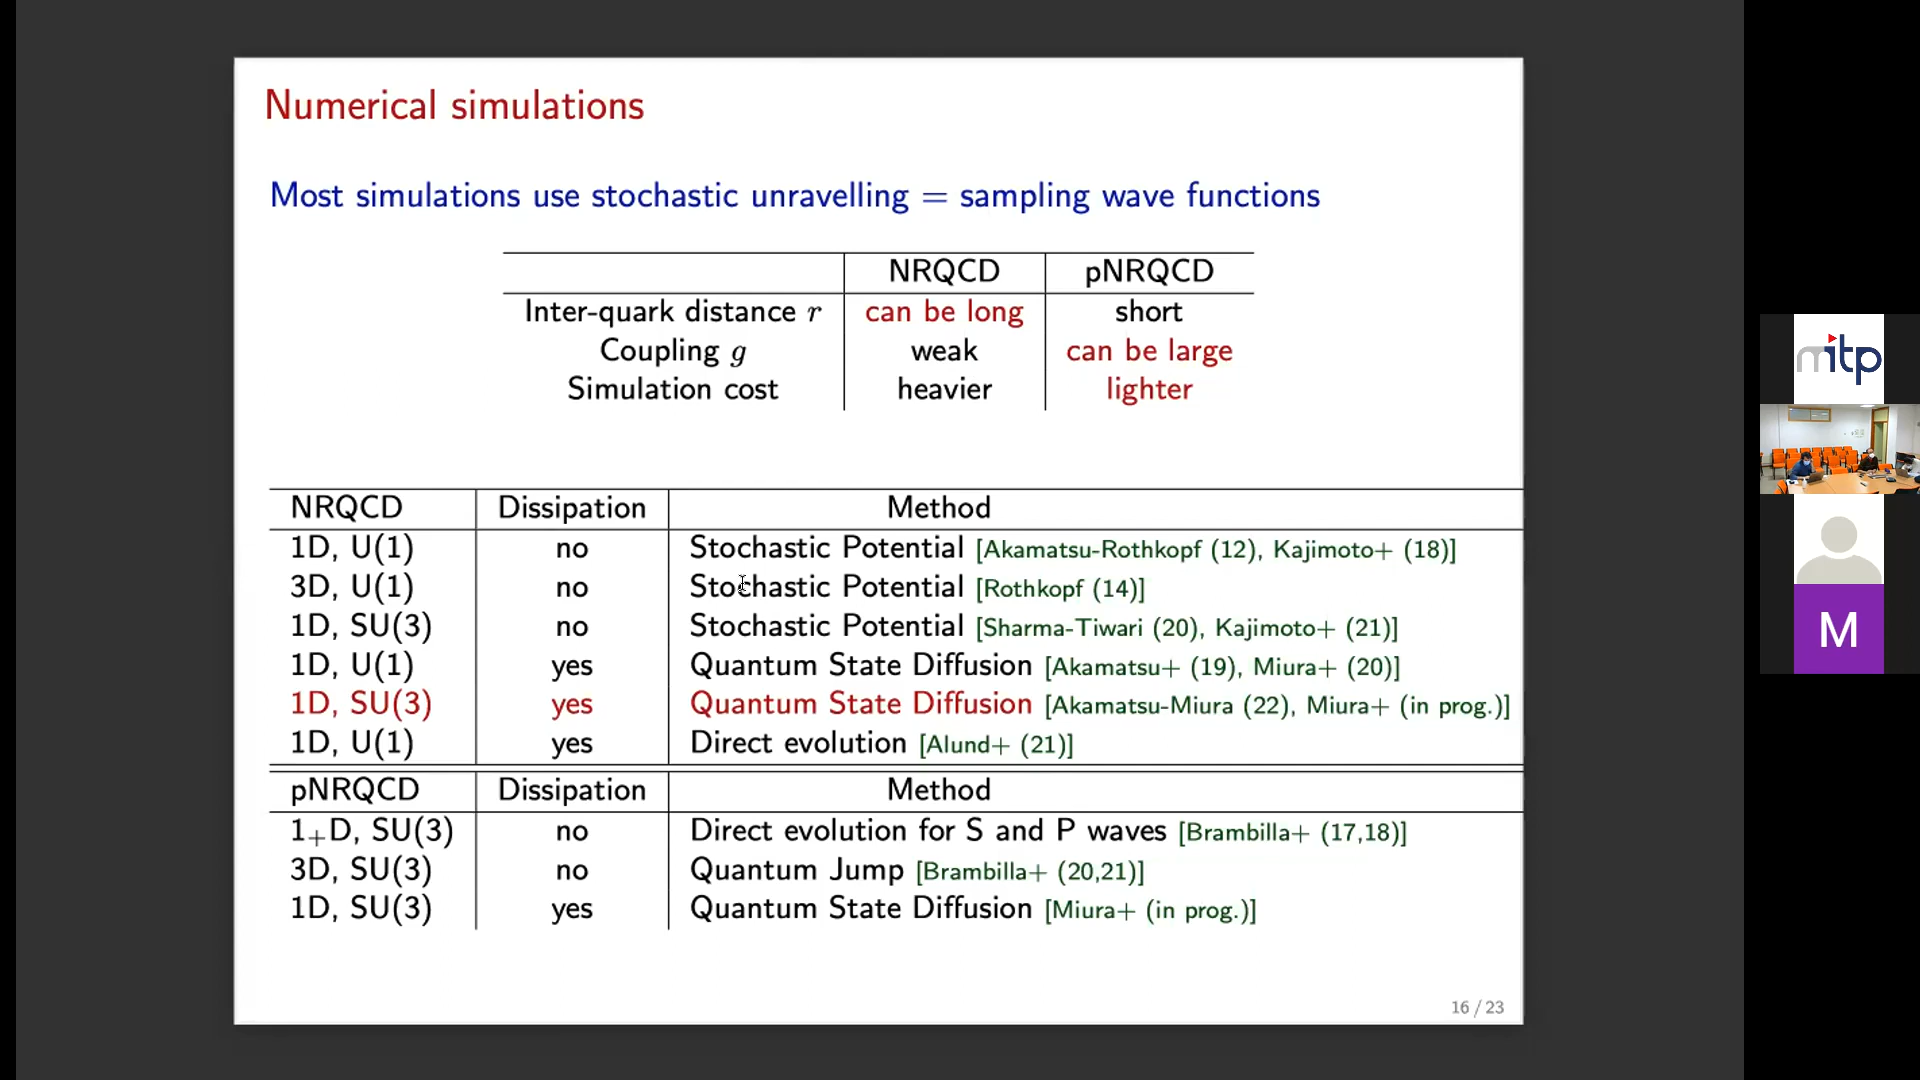 Numerical simulations
Most simulations use stochastic unravelling = sampling wave functions
NRQCD pNRQCD
Inter-quark distance r can be long short
Coupling g weak can be large
Simulation cost heavier lighter
NRQCD Dissipation Method
1D, U(1) no Stochastic Potential [Akamatsu-Rothkopf (12), Kajimoto+ (18)]
3D, U(1) no Stochastic Potential [Rothkopf (14)]
1D, SU(3) no Stochastic Potential [Sharma-Tiwari (20), Kajimoto+ (21)]
1D, U(1) yes Quantum State Diffusion [Akamatsu+ (19), Miura+ (20)]
1D, SU(3) yes Quantum State Diffusion [Akamatsu-Miura (22), Miura+ (in prog.)]
1D, U(1) yes Direct evolution [Alund+ (21)]
pNRQCD Dissipation Method
1₊D, SU(3) no Direct evolution for S and P waves [Brambilla+ (17,18)]
3D, SU(3) no Quantum Jump [Brambilla+ (20,21)]
1D, SU(3) yes Quantum State Diffusion [Miura+ (in prog.)]
16 / 23
mitp
M